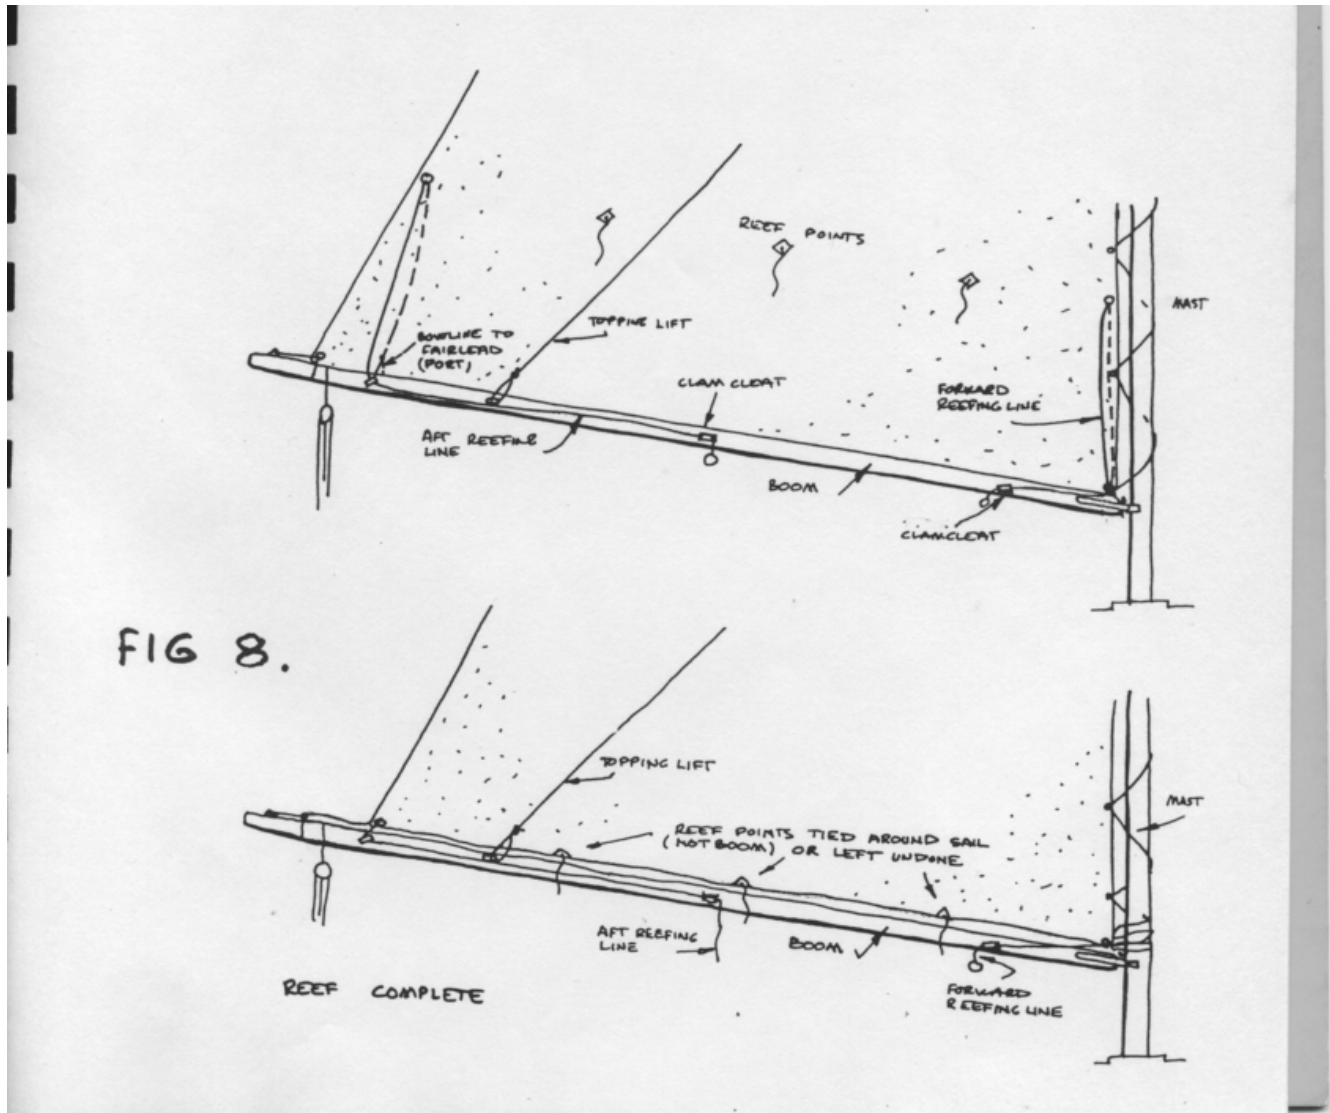 REEF POINTS
MAST
TOPPING LIFT
BOWLINE TO
FAIRLEAD
(PORT)
CLAM CLEAT
FORWARD
REEFING LINE
AFT REEFING
LINE
BOOM
CLAMCLEAT
FIG 8.
TOPPING LIFT
MAST
REEF POINTS TIED AROUND SAIL
(NOT BOOM) OR LEFT UNDONE
AFT REEFING
LINE
BOOM
REEF COMPLETE
FORWARD
REEFING LINE